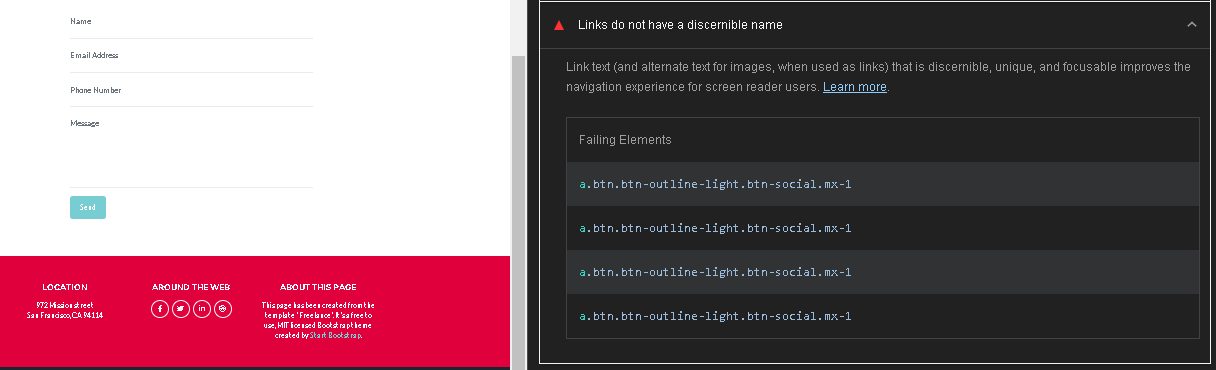 Name
Email Address
Phone Number
Message
Send
LOCATION
972 Mission street
San Francisco, CA 94114
AROUND THE WEB
ABOUT THIS PAGE
This page has been created from the
template 'Freelance'. It's a free to
use, MIT licensed Bootstrap theme
created by Start Bootstrap.
Links do not have a discernible name
Link text (and alternate text for images, when used as links) that is discernible, unique, and focusable improves the
navigation experience for screen reader users. Learn more.
Failing Elements
a.btn.btn-outline-light.btn-social.mx-1
a.btn.btn-outline-light.btn-social.mx-1
a.btn.btn-outline-light.btn-social.mx-1
a.btn.btn-outline-light.btn-social.mx-1